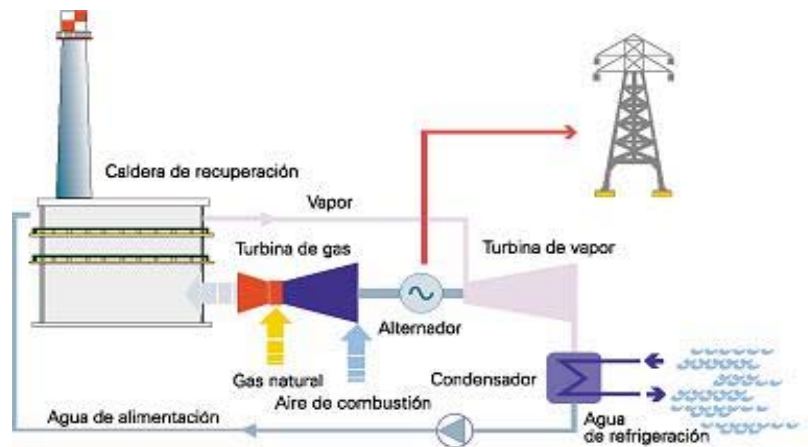 Caldera de recuperación
Vapor
Turbina de gas
Turbina de vapor
Alternador
Gas natural
Aire de combustión
Condensador
Agua de alimentación
Agua
de refrigeración